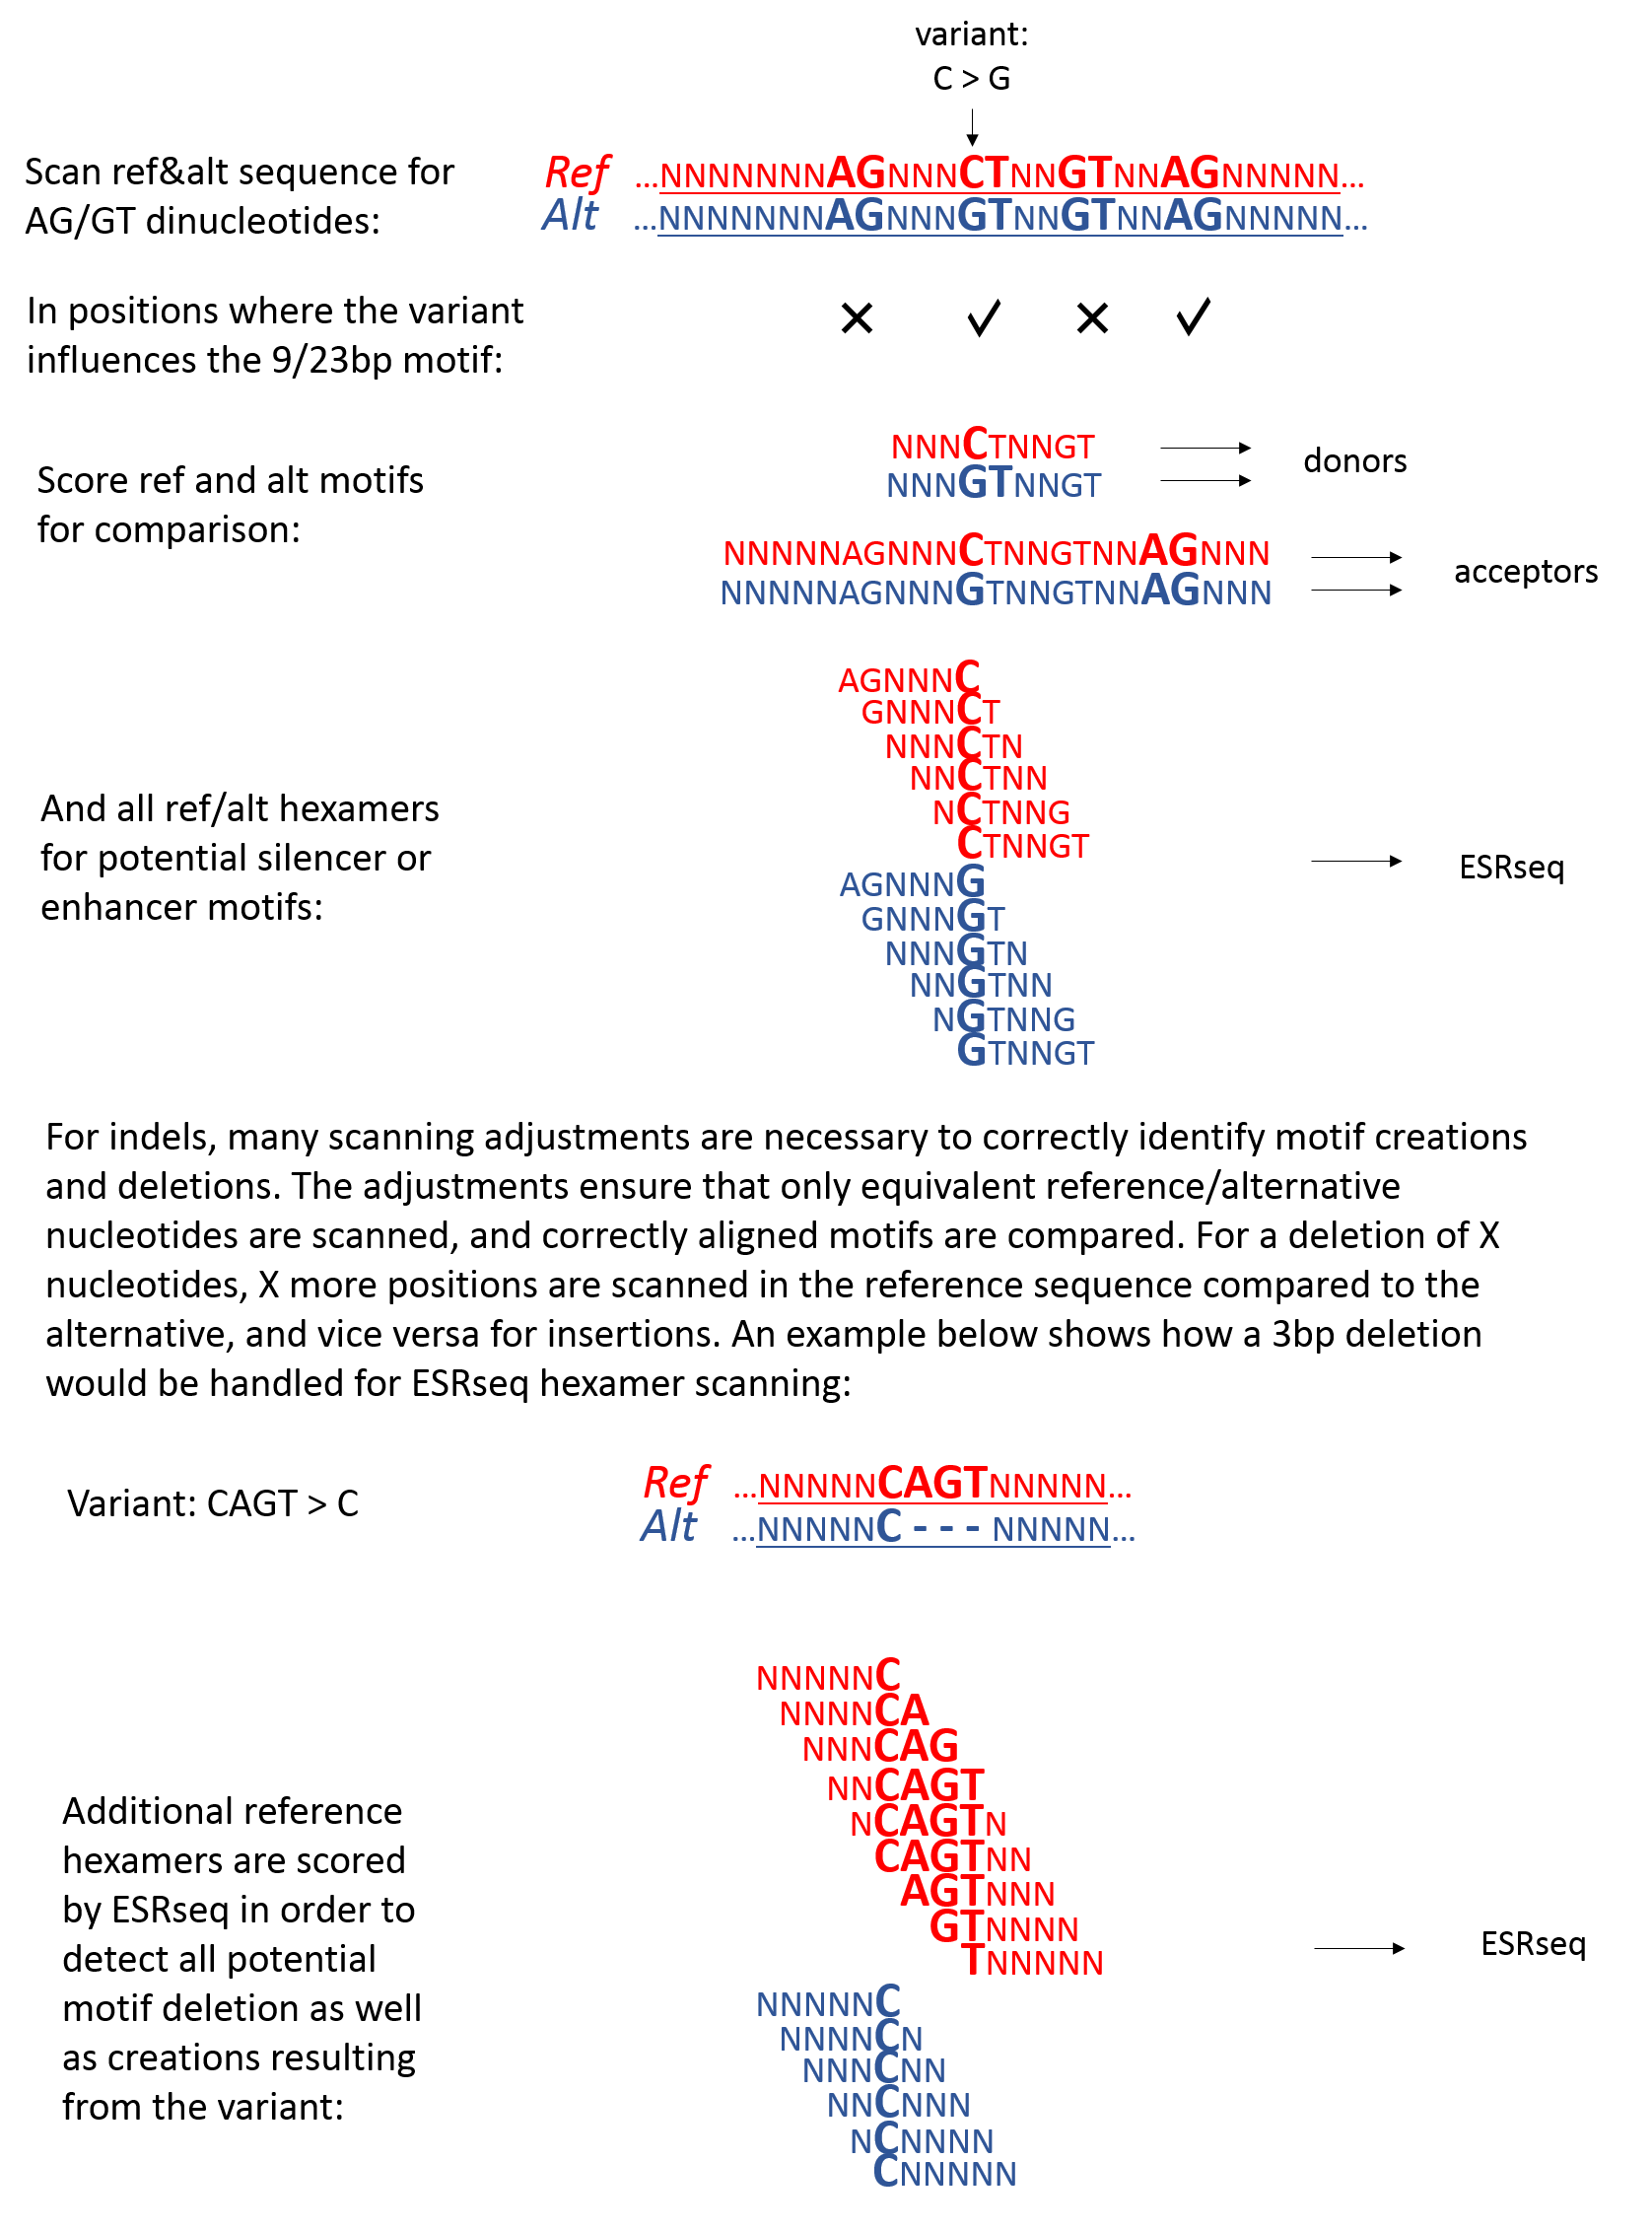 variant:
C > G
Scan ref&alt sequence for
AG/GT dinucleotides:
Ref ...NNNNNNNAGNNNCTNNGTNNAGNNNNN...
Alt ...NNNNNNNAGNNNGTNNGTNNAGNNNNN...
In positions where the variant
influences the 9/23bp motif:
✕ ✓ ✕ ✓
Score ref and alt motifs
for comparison:
NNNCTNNGT
NNNGTNNGT
donors
NNNNNAGNNNCTNNGTNNAGNNN
NNNNNAGNNNGTNNGTNNAGNNN
acceptors
And all ref/alt hexamers
for potential silencer or
enhancer motifs:
AGNNNC
GNNNCT
NNNCTN
NNCTNN
NCTNNG
CTNNGT
AGNNNG
GNNNGT
NNNGTN
NNGTNN
NGTNNG
GTNNGT
ESRseq
For indels, many scanning adjustments are necessary to correctly identify motif creations
and deletions. The adjustments ensure that only equivalent reference/alternative
nucleotides are scanned, and correctly aligned motifs are compared. For a deletion of X
nucleotides, X more positions are scanned in the reference sequence compared to the
alternative, and vice versa for insertions. An example below shows how a 3bp deletion
would be handled for ESRseq hexamer scanning:
Variant: CAGT > C
Ref ...NNNNNCAGTNNNNN...
Alt ...NNNNNC - - - NNNNN...
Additional reference
hexamers are scored
by ESRseq in order to
detect all potential
motif deletion as well
as creations resulting
from the variant:
NNNNNC
NNNNCA
NNNCAG
NNCAGT
NCAGTN
CAGTNN
AGTNNN
GTNNNN
TNNNNN
NNNNNC
NNNNCN
NNNCNN
NNCNNN
NCNNNN
CNNNNN
ESRseq